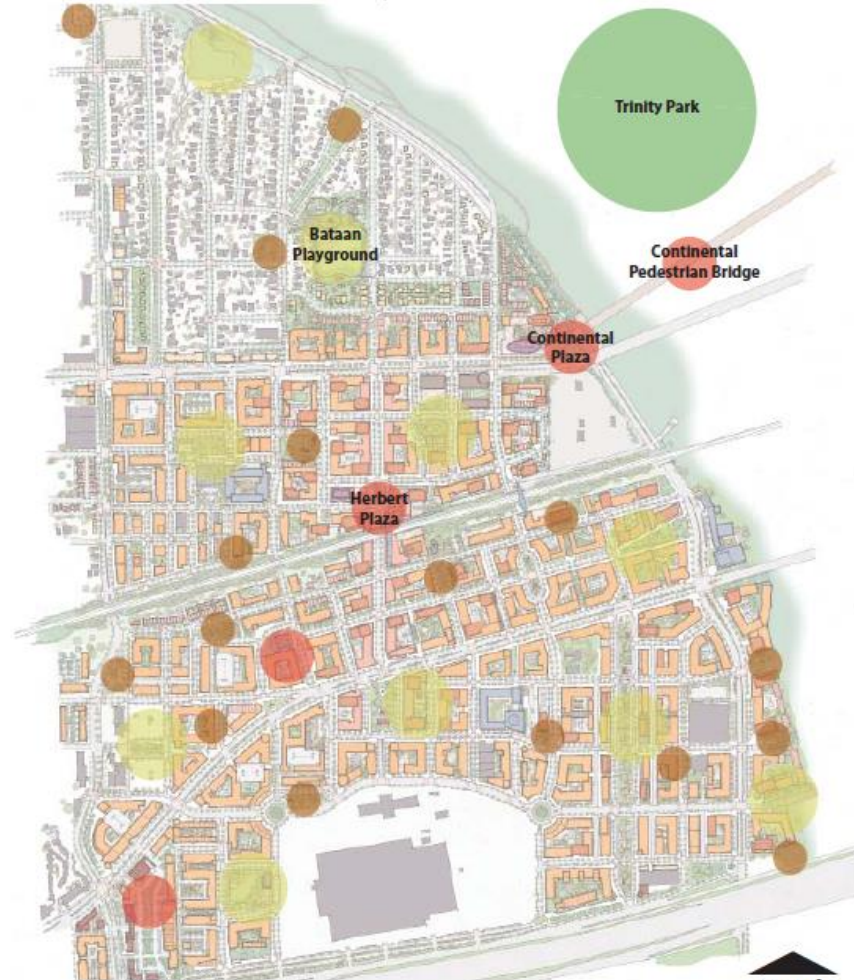 Trinity Park
Bataan
Playground
Continental
Pedestrian Bridge
Continental
Plaza
Herbert
Plaza